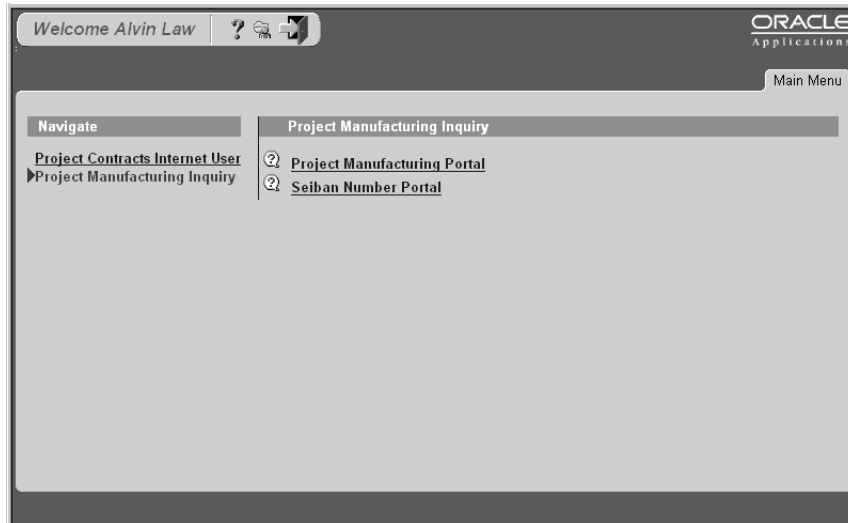 Welcome Alvin Law
ORACLE
Applications
Main Menu
Navigate
Project Manufacturing Inquiry
Project Contracts Internet User
Project Manufacturing Inquiry
Project Manufacturing Portal
Seiban Number Portal